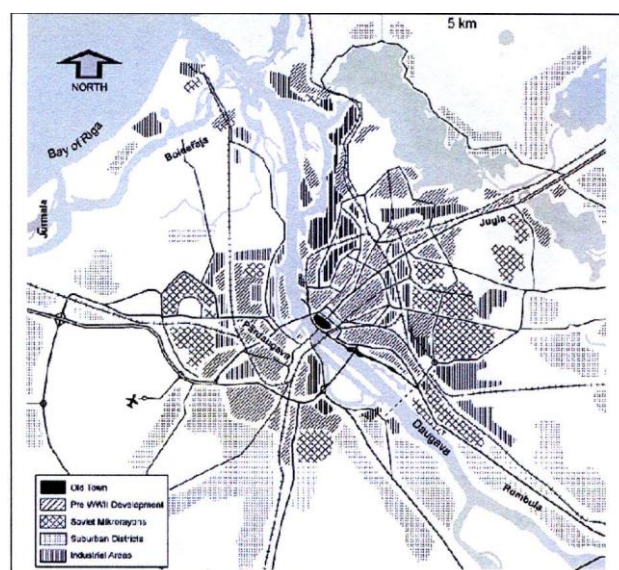 5 km
NORTH
Bay of Riga
Bolderaja
Jurmala
Jugla
Pārdaugava
Daugava
Rumbula
Old Town
Pre WWII Development
Soviet Mikrorayons
Suburban Districts
Industrial Areas